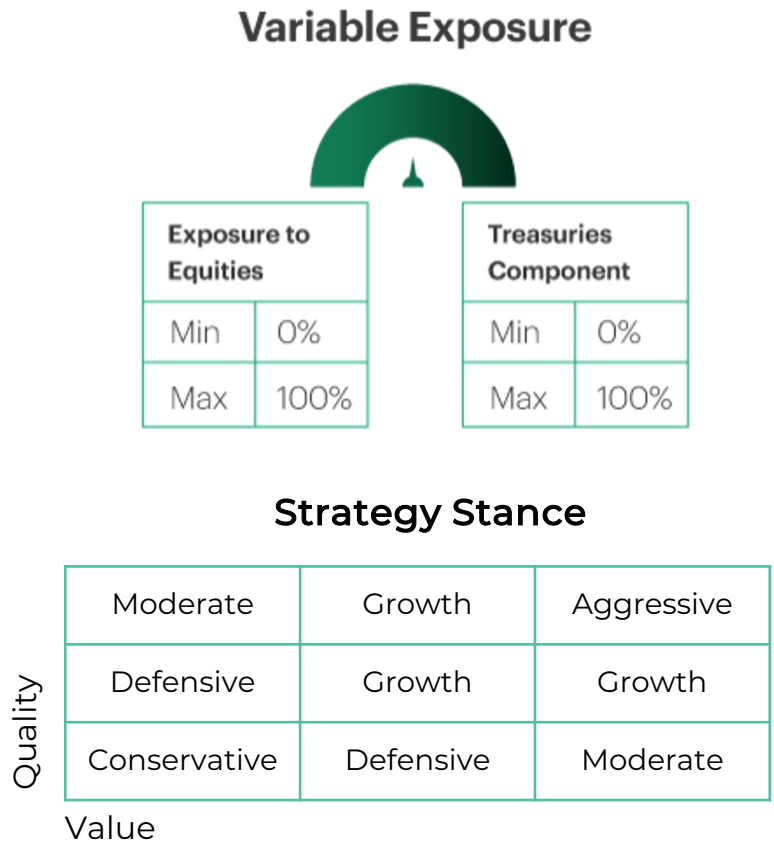 Variable Exposure
Exposure to
Equities
Min 0%
Max 100%
Treasuries
Component
Min 0%
Max 100%
Strategy Stance
Moderate Growth Aggressive
Defensive Growth Growth
Conservative Defensive Moderate
Quality
Value